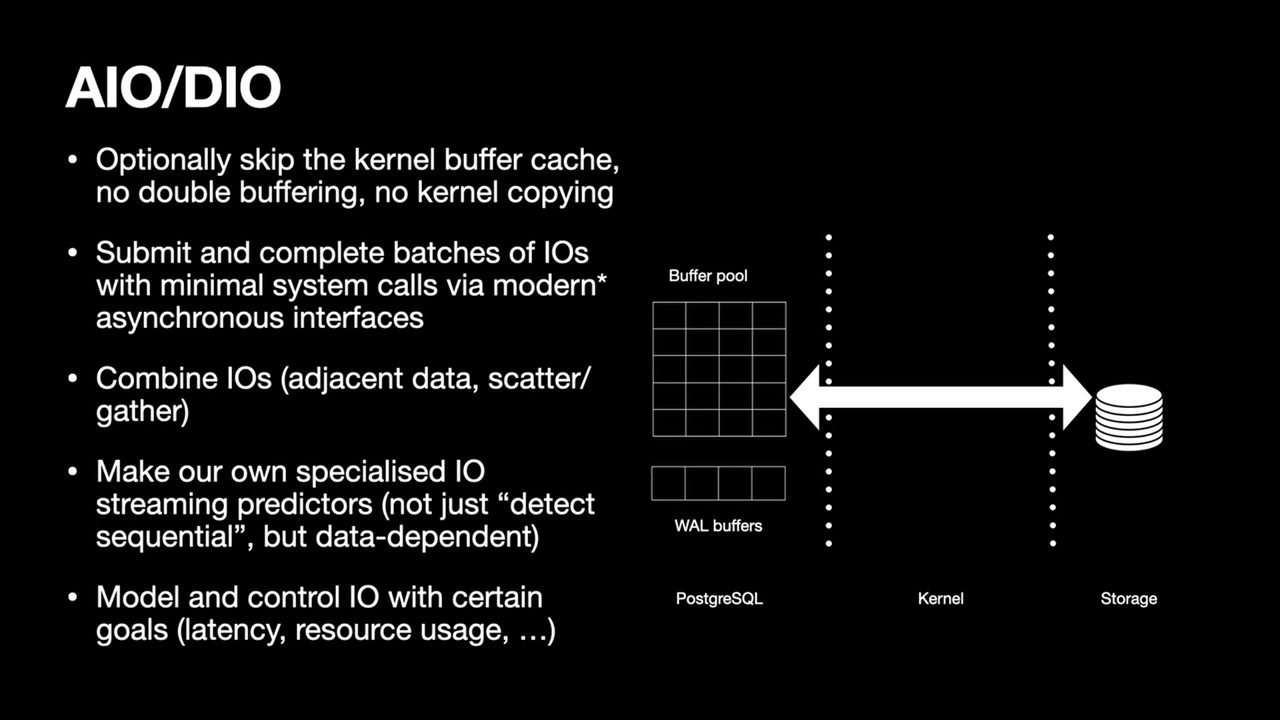 AIO/DIO
• Optionally skip the kernel buffer cache,
no double buffering, no kernel copying
• Submit and complete batches of IOs
with minimal system calls via modern*
asynchronous interfaces
• Combine IOs (adjacent data, scatter/
gather)
• Make our own specialised IO
streaming predictors (not just “detect
sequential”, but data-dependent)
• Model and control IO with certain
goals (latency, resource usage, …)
Buffer pool
WAL buffers
PostgreSQL
Kernel
Storage